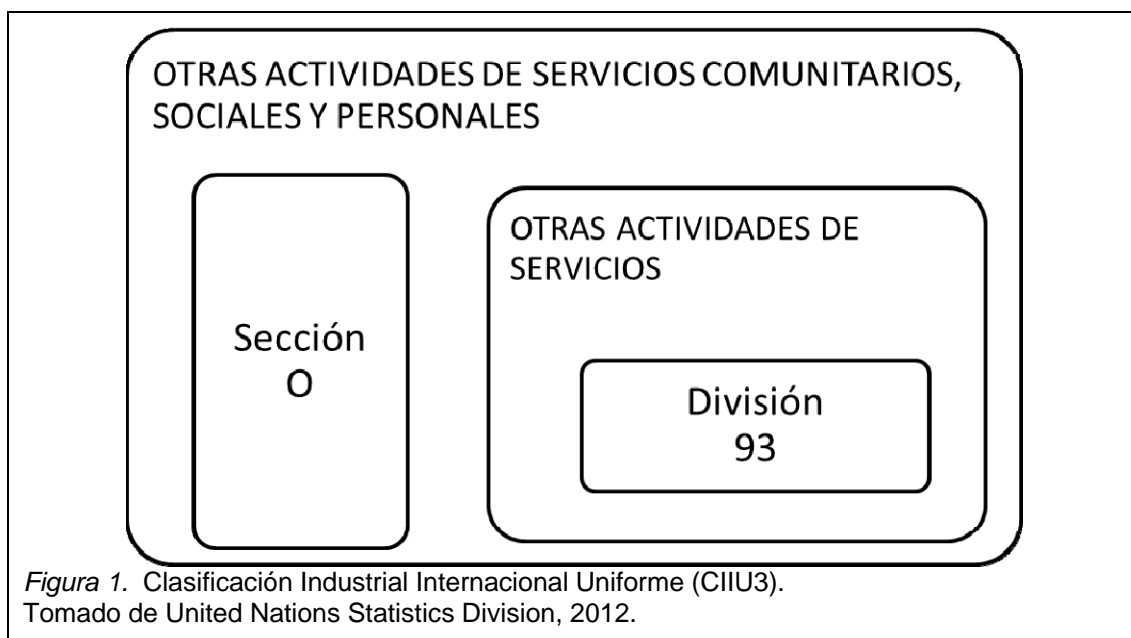 OTRAS ACTIVIDADES DE SERVICIOS COMUNITARIOS,
SOCIALES Y PERSONALES
Sección
O
OTRAS ACTIVIDADES DE
SERVICIOS
División
93
Figura 1. Clasificación Industrial Internacional Uniforme (CIIU3).
Tomado de United Nations Statistics Division, 2012.